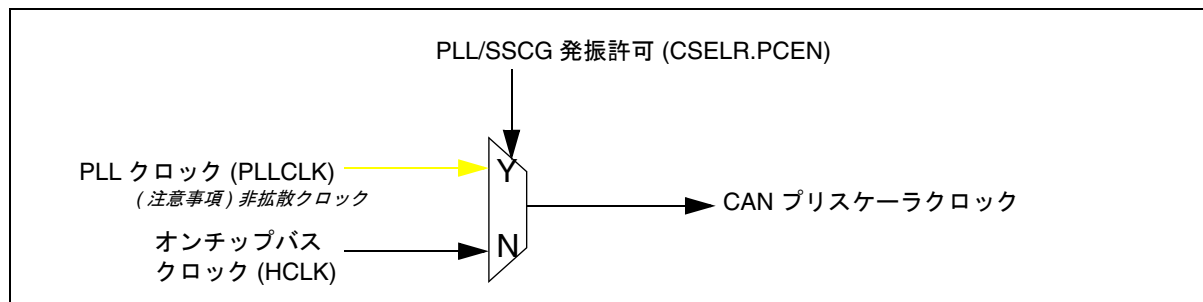 PLL/SSCG 発振許可 (CSELR.PCEN)
PLL クロック (PLLCLK)
( 注意事項 ) 非拡散クロック
Y
CAN プリスケーラクロック
オンチップバス
クロック (HCLK)
N